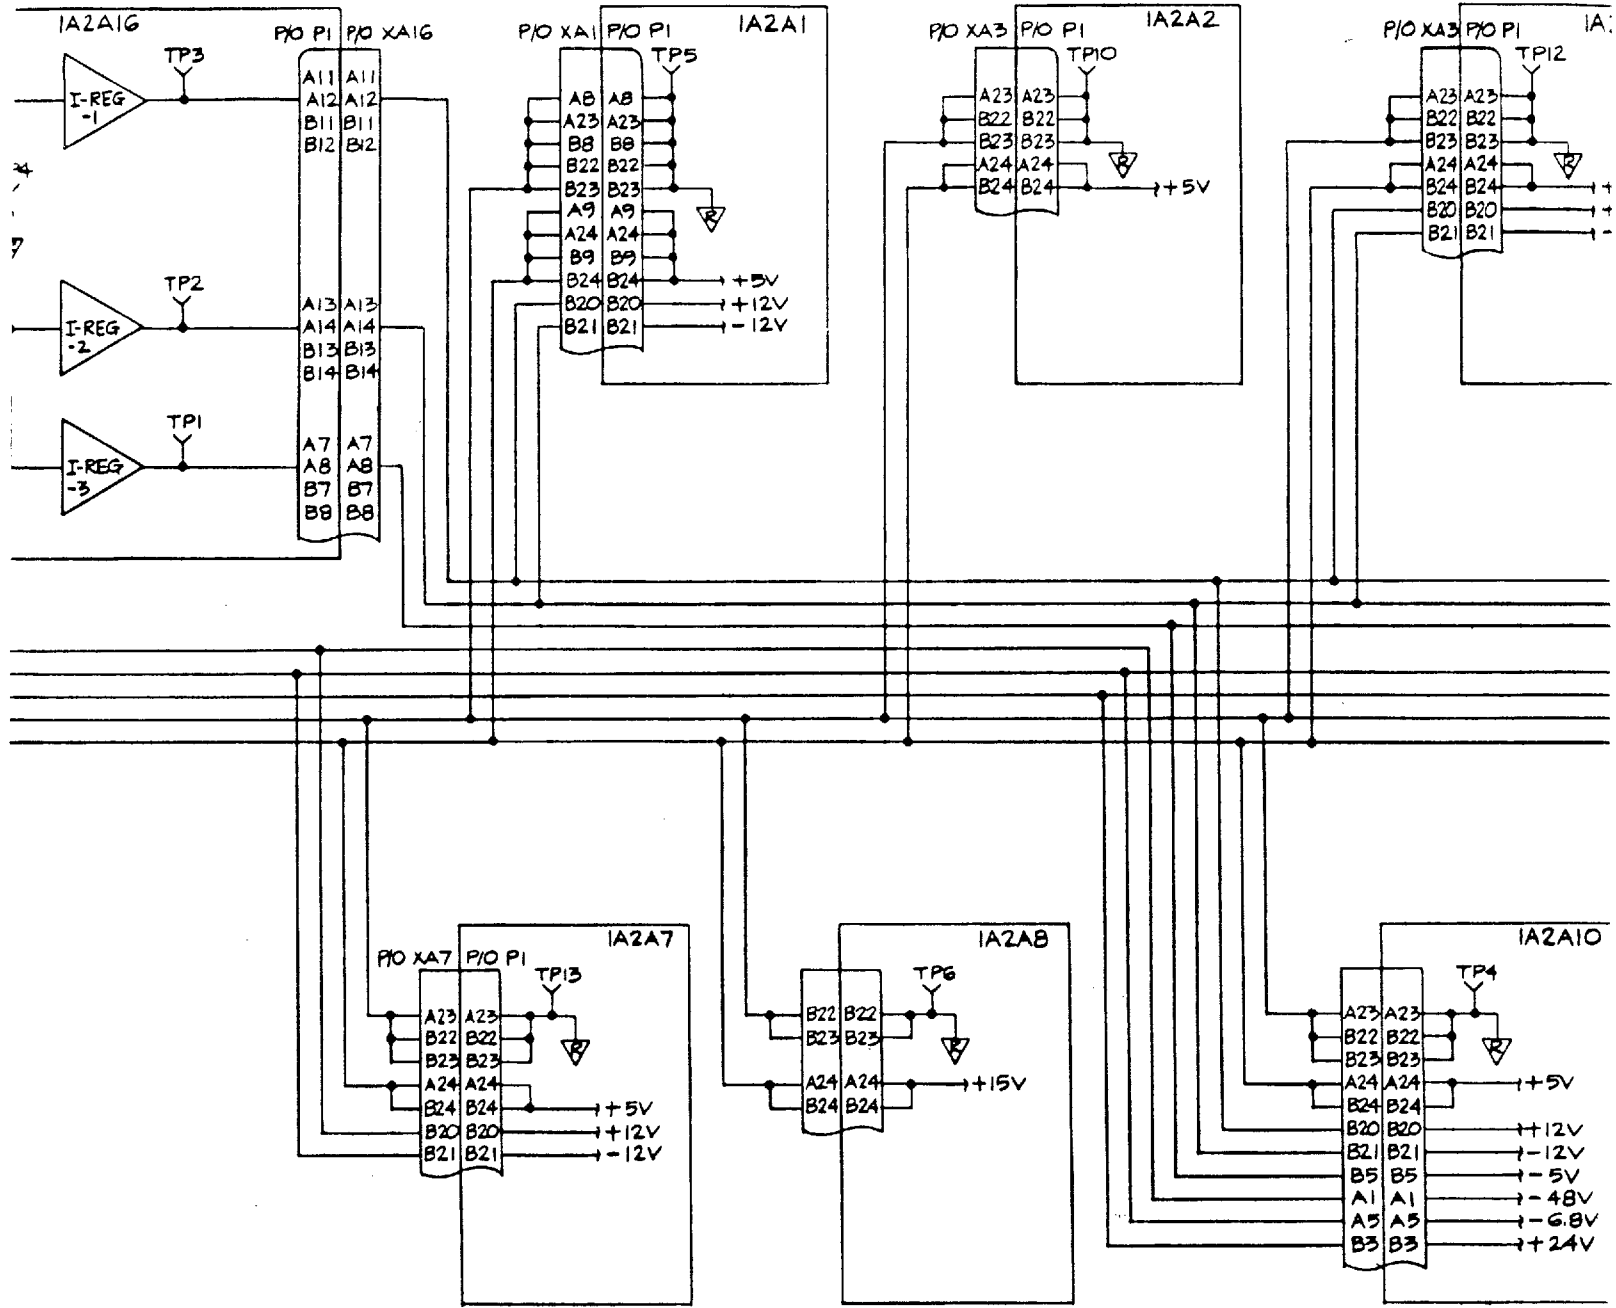 1A2A16
P/O P1 P/O XA16
TP3
I-REG
-1
A11 A11
A12 A12
B11 B11
B12 B12
TP2
I-REG
-2
A13 A13
A14 A14
B13 B13
B14 B14
TP1
I-REG
-3
A7 A7
A8 A8
B7 B7
B8 B8
1A2A1
P/O XA1 P/O P1
TP5
A8 A8
A23 A23
B8 B8
B22 B22
B23 B23
R
A9 A9
A24 A24
B9 B9
B24 B24 +5V
B20 B20 +12V
B21 B21 -12V
1A2A2
P/O XA3 P/O P1
TP10
A23 A23
B22 B22
B23 B23
R
A24 A24
B24 B24 +5V
P/O XA3 P/O P1
TP12
A23 A23
B22 B22
B23 B23
R
A24 A24
B24 B24
B20 B20
B21 B21
1A2A7
P/O XA7 P/O P1
TP13
A23 A23
B22 B22
R
B23 B23
A24 A24
B24 B24 +5V
B20 B20 +12V
B21 B21 -12V
1A2A8
TP6
B22 B22
B23 B23
R
A24 A24 +15V
B24 B24
1A2A10
TP4
A23 A23
B22 B22
R
B23 B23
A24 A24 +5V
B24 B24
B20 B20 +12V
B21 B21 -12V
B5 B5 -5V
A1 A1 -48V
A5 A5 -6.8V
B3 B3 +24V